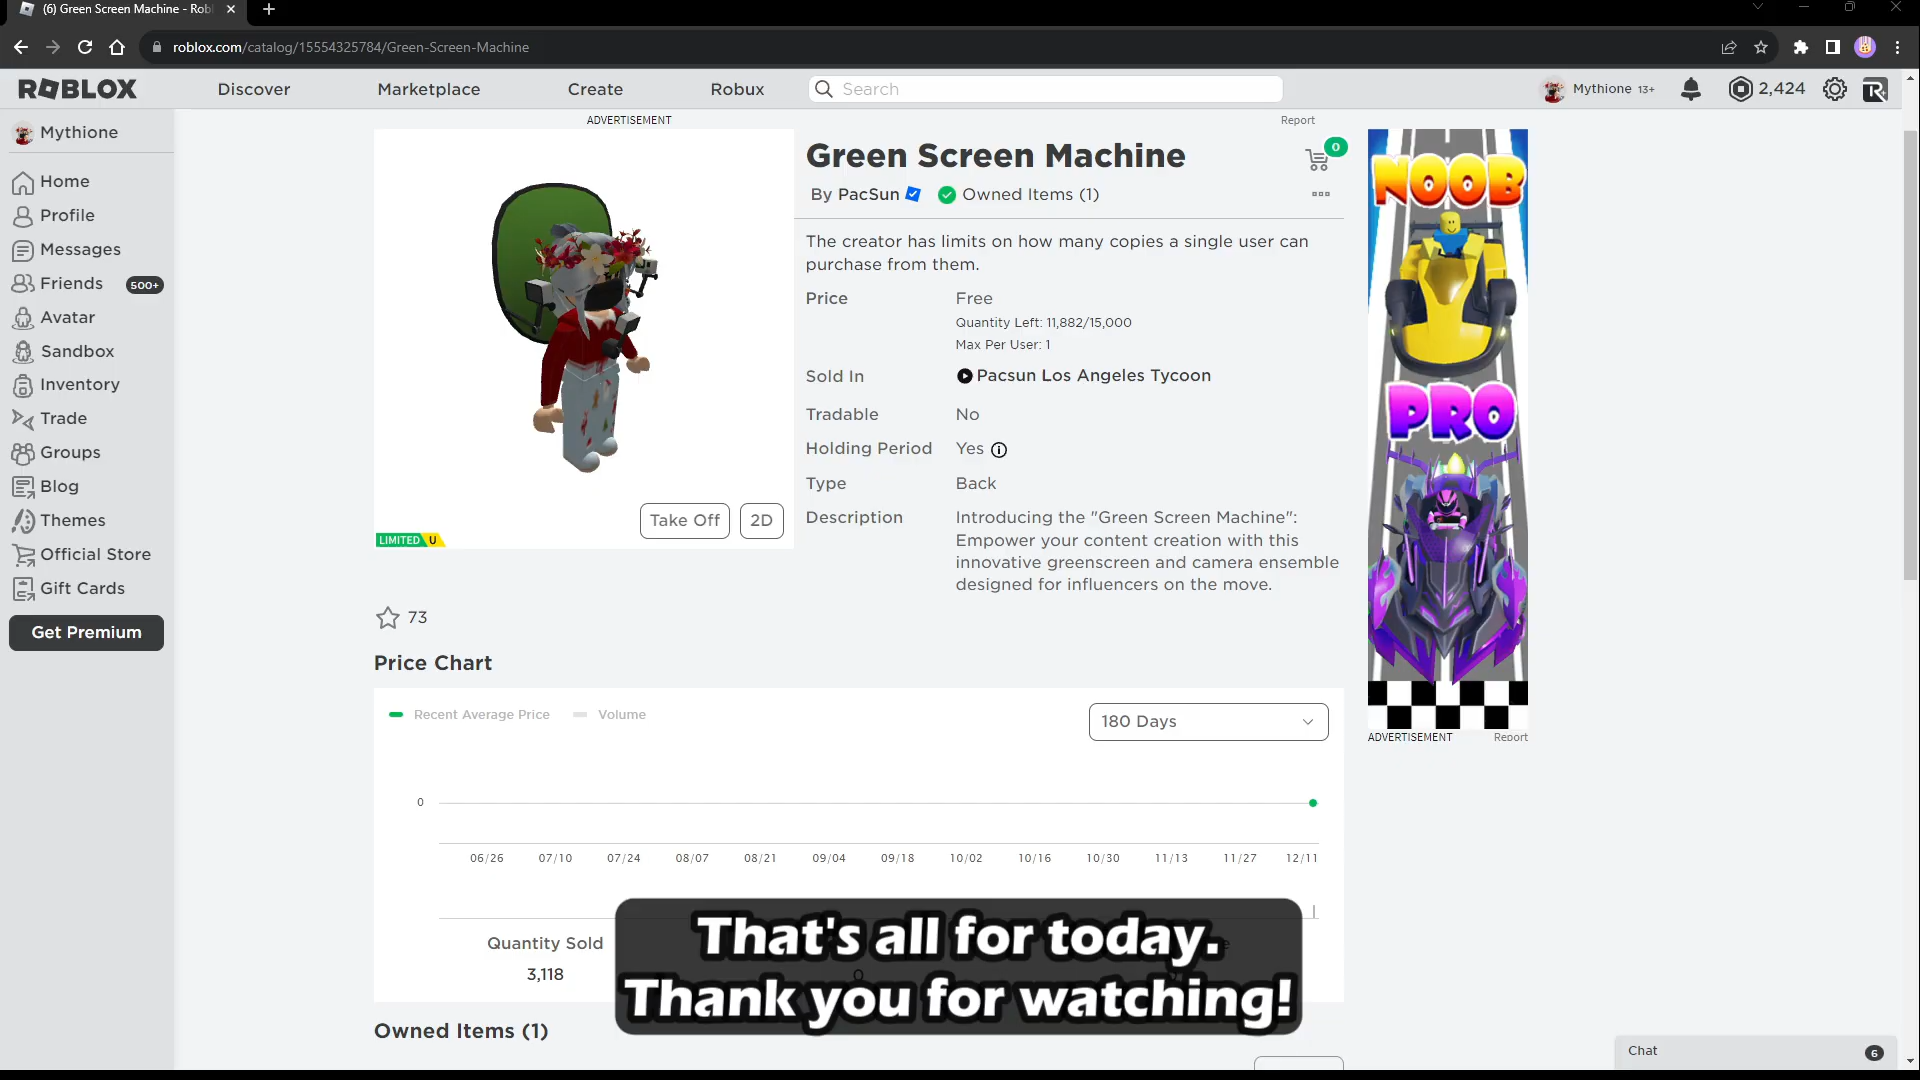 (6) Green Screen Machine - Rob
roblox.com/catalog/15554325784/Green-Screen-Machine
ROBLOX
Discover
Marketplace
Create
Robux
Search
Mythione 13+
2,424
Mythione
Home
Profile
Messages
Friends 500+
Avatar
Sandbox
Inventory
Trade
Groups
Blog
Themes
Official Store
Gift Cards
Get Premium
ADVERTISEMENT
Report
Green Screen Machine
0
By PacSun
Owned Items (1)
The creator has limits on how many copies a single user can
purchase from them.
Price
Free
Quantity Left: 11,882/15,000
Max Per User: 1
Sold In
Pacsun Los Angeles Tycoon
Tradable
No
Holding Period
Yes
Type
Back
Description
Introducing the "Green Screen Machine":
Empower your content creation with this
innovative greenscreen and camera ensemble
designed for influencers on the move.
Take Off
2D
LIMITED U
73
Price Chart
Recent Average Price
Volume
180 Days
0
06/26 07/10 07/24 08/07 08/21 09/04 09/18 10/02 10/16 10/30 11/13 11/27 12/11
Quantity Sold
3,118
Owned Items (1)
That's all for today.
Thank you for watching!
NOOB
PRO
ADVERTISEMENT
Report
Chat
6